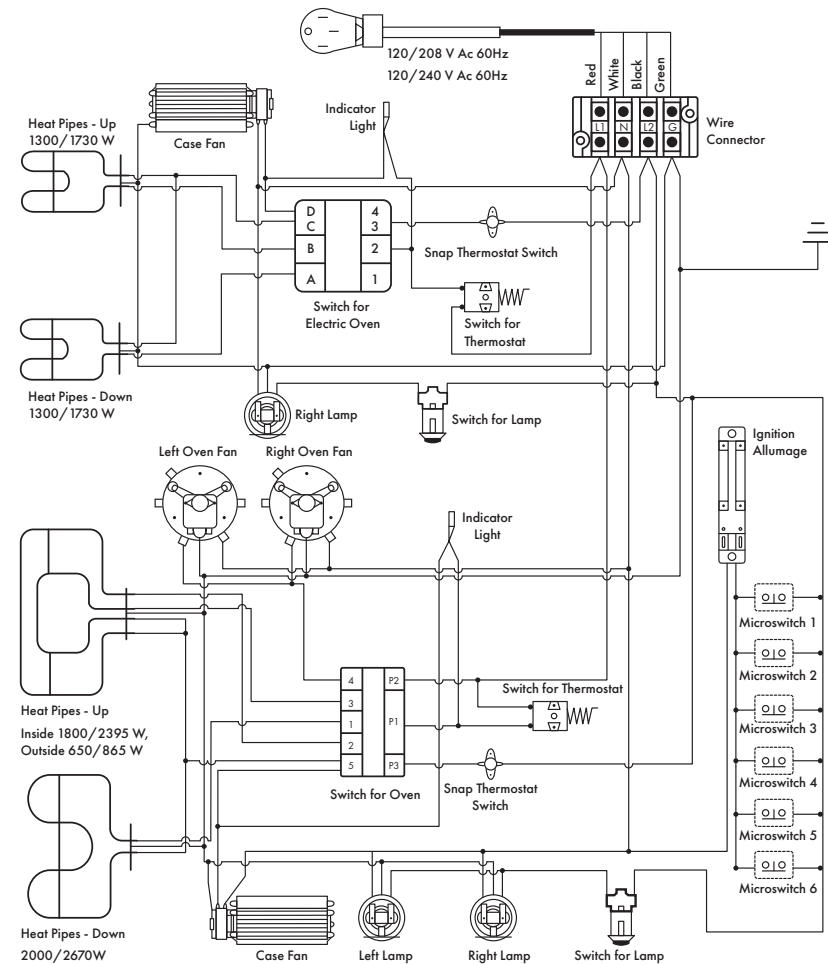 120/208 V Ac 60Hz
120/240 V Ac 60Hz
Red
White
Black
Green
L1
N
L2
G
Wire
Connector
Heat Pipes - Up
1300/1730 W
Case Fan
Indicator
Light
D
C
B
A
4
3
2
1
Snap Thermostat Switch
Switch for
Electric Oven
Switch for
Thermostat
Heat Pipes - Down
1300/1730 W
Right Lamp
Switch for Lamp
Left Oven Fan
Right Oven Fan
Ignition
Allumage
Indicator
Light
Microswitch 1
Microswitch 2
Microswitch 3
Microswitch 4
Microswitch 5
Microswitch 6
Heat Pipes - Up
Inside 1800/2395 W,
Outside 650/865 W
4
3
1
2
5
P2
P1
P3
Switch for Thermostat
Switch for Oven
Snap Thermostat
Switch
Heat Pipes - Down
2000/2670W
Case Fan
Left Lamp
Right Lamp
Switch for Lamp